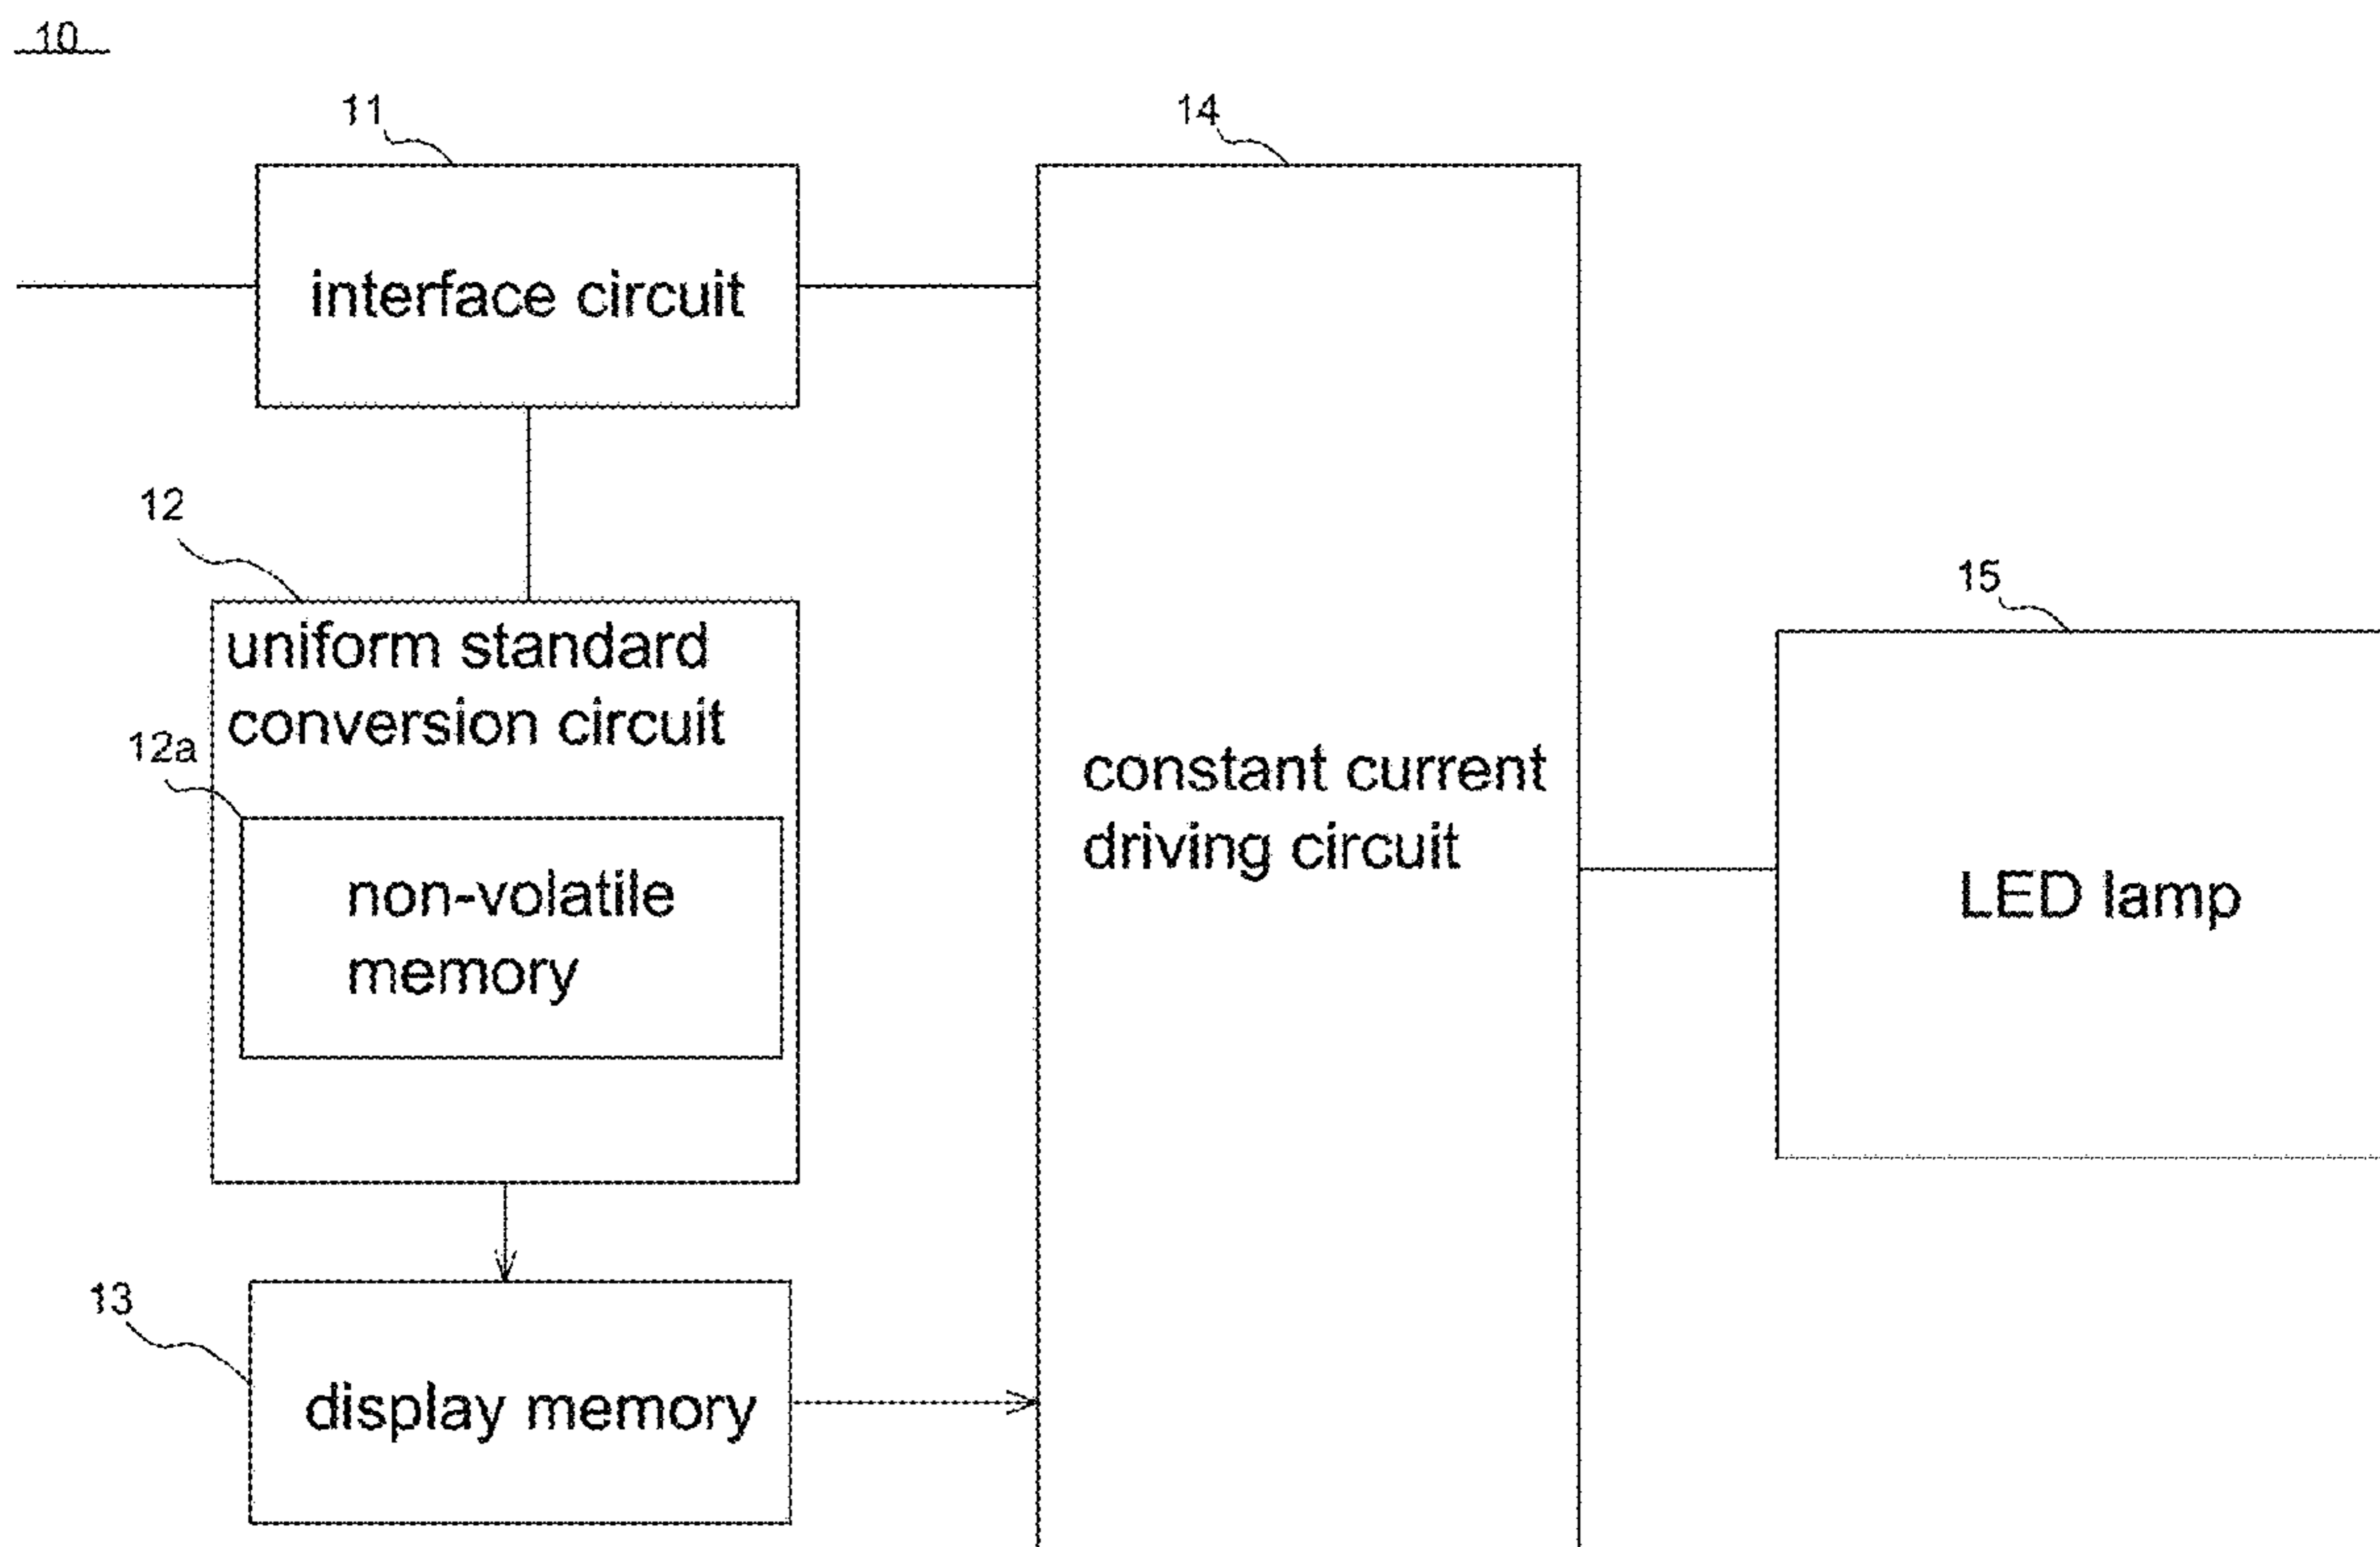 10
11
14
interface circuit
12
15
uniform standard
conversion circuit
12a
constant current
driving circuit
non-volatile
memory
LED lamp
13
display memory